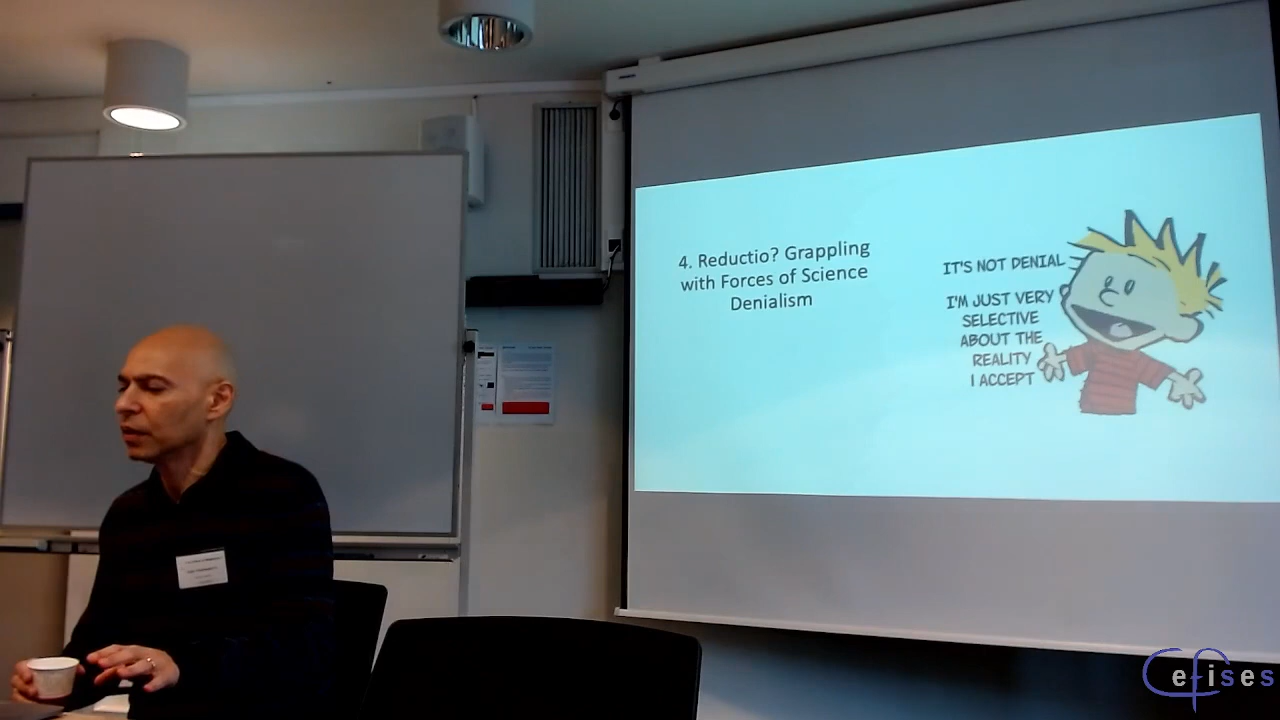 4. Reductio? Grappling
with Forces of Science
Denialism
IT'S NOT DENIAL
I'M JUST VERY
SELECTIVE
ABOUT THE
REALITY
I ACCEPT
Cefises